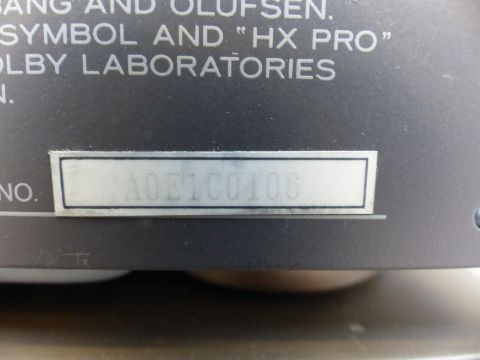 BANG AND OLUFSEN.
SYMBOL AND "HX PRO"
OLBY LABORATORIES
N.
NO. A0E1C0106